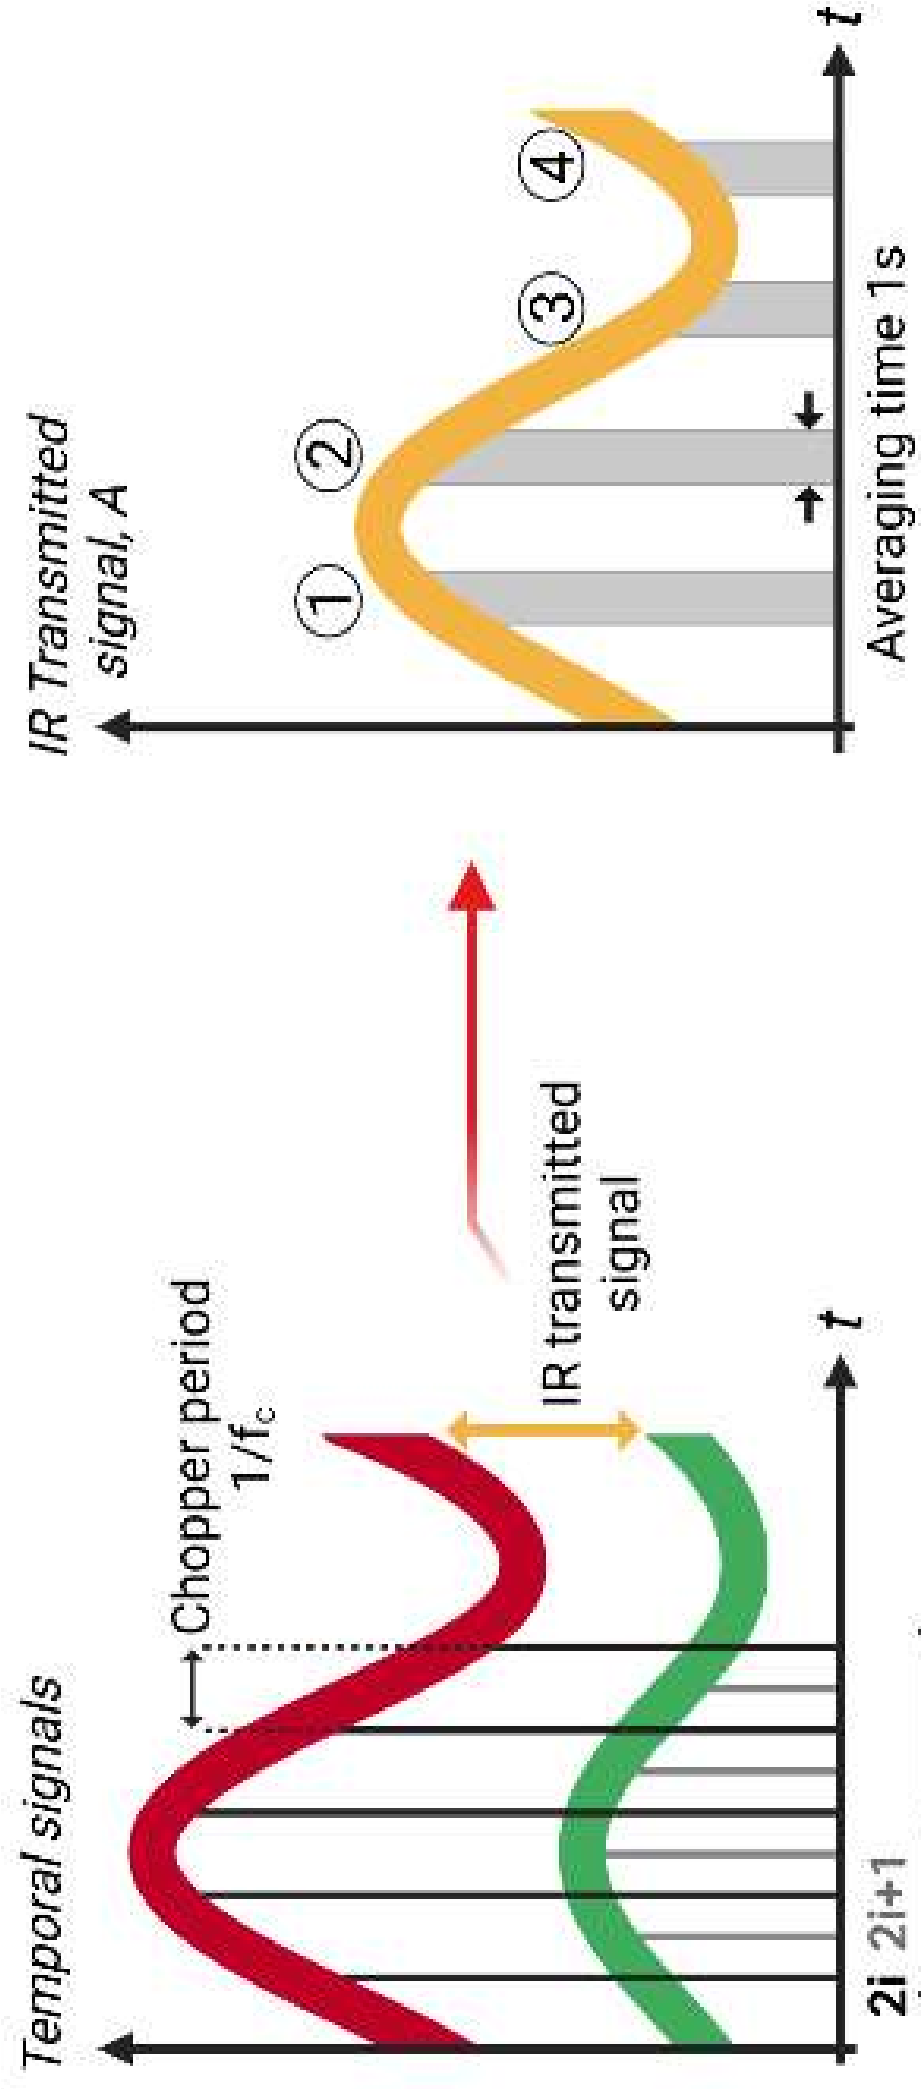 Temporal signals
Chopper period
1/fc
IR transmitted
signal
t
2i 2i+1
IR Transmitted
signal, A
1
2
3
4
t
Averaging time 1s